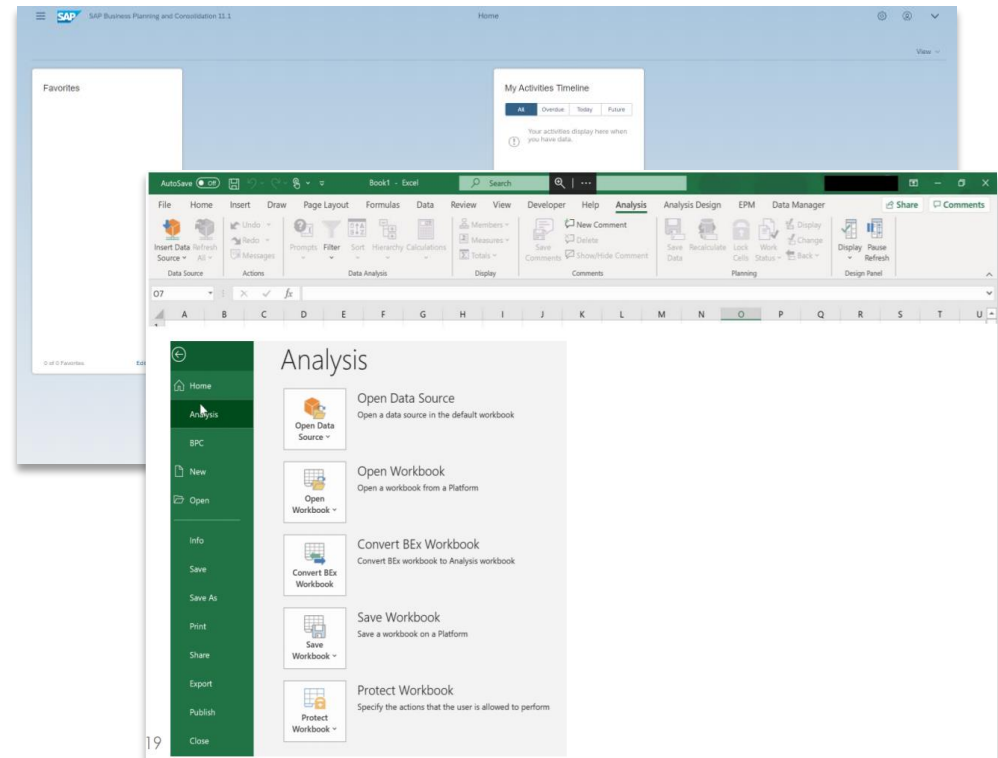 SAP SAP Business Planning and Consolidation 11.1 Home
View
Favorites
My Activities Timeline
All Overdue Today Future
Your activities display here when
you have data.
0 of 0 Favorites
AutoSave Off Book1 - Excel Search
File Home Insert Draw Page Layout Formulas Data Review View Developer Help Analysis Analysis Design EPM Data Manager Share Comments
Insert Data Source Refresh All
Undo
Redo
Messages
Prompts Filter Sort Hierarchy Calculations
Members
Measures
Totals
Save Comments
New Comment
Delete
Show/Hide Comment
Save Data Recalculate Lock Cells Work Status
Display
Change
Back
Display Pause Refresh
Data Source Actions Data Analysis Display Comments Planning Design Panel
O7 fx
A B C D E F G H I J K L M N O P Q R S T U
Analysis
Home
Analysis
BPC
New
Open
Info
Save
Save As
Print
Share
Export
Publish
Close
Open Data Source
Open Data Source
Open a data source in the default workbook
Open Workbook
Open Workbook
Open a workbook from a Platform
Convert BEx Workbook
Convert BEx Workbook
Convert BEx workbook to Analysis workbook
Save Workbook
Save Workbook
Save a workbook on a Platform
Protect Workbook
Protect Workbook
Specify the actions that the user is allowed to perform
19